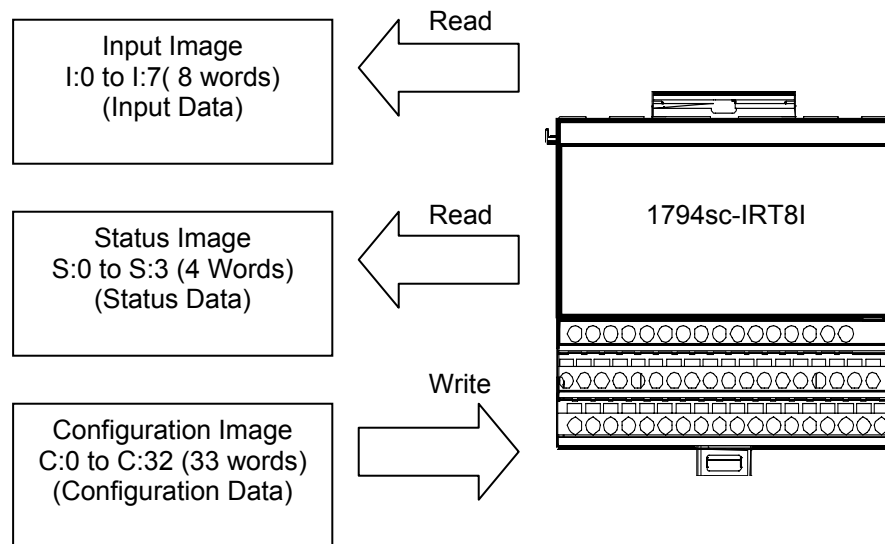 Input Image
I:0 to I:7( 8 words)
(Input Data)
Read
Status Image
S:0 to S:3 (4 Words)
(Status Data)
Read
Configuration Image
C:0 to C:32 (33 words)
(Configuration Data)
Write
1794sc-IRT8I